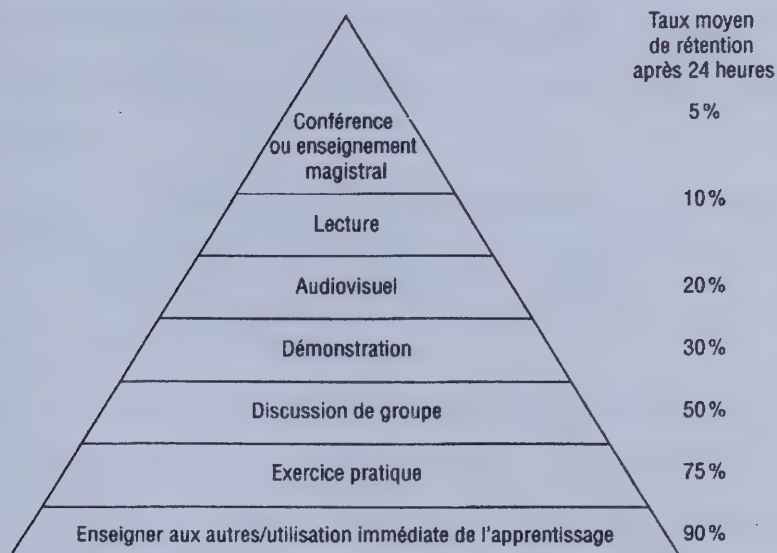 Taux moyen
de rétention
après 24 heures
Conférence
ou enseignement
magistral
5%
Lecture
10%
Audiovisuel
20%
Démonstration
30%
Discussion de groupe
50%
Exercice pratique
75%
Enseigner aux autres/utilisation immédiate de l'apprentissage
90%